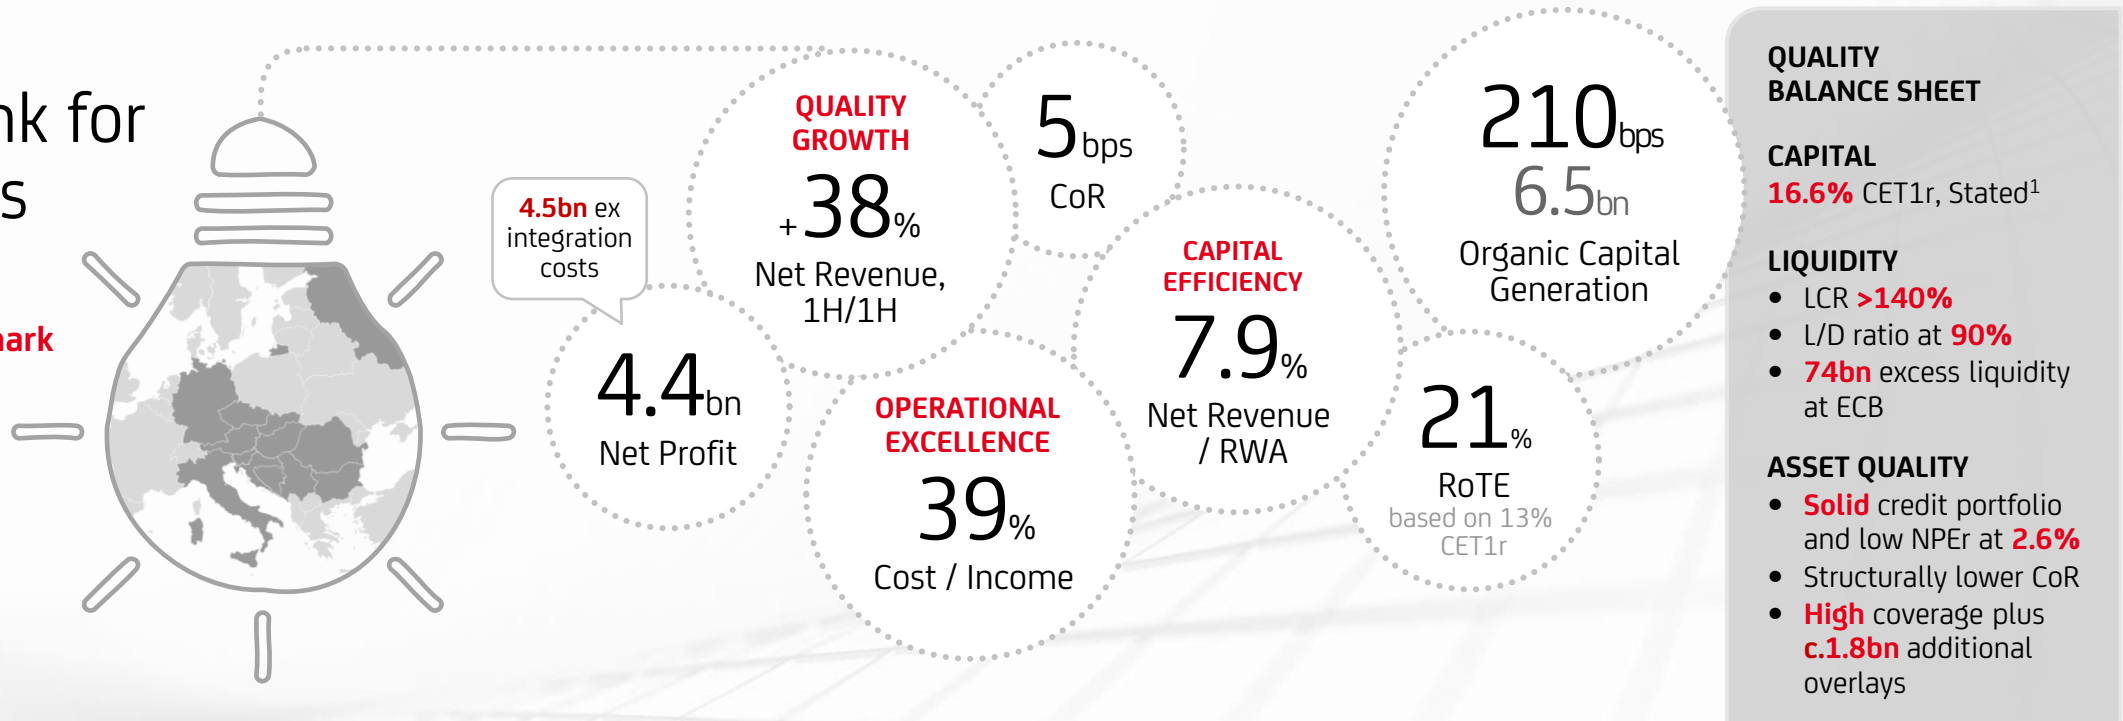 for
4.5bn ex
integration
costs
4.4bn
Net Profit
QUALITY
GROWTH
+38%
Net Revenue,
1H/1H
5bps
CoR
OPERATIONAL
EXCELLENCE
39%
Cost / Income
CAPITAL
EFFICIENCY
7.9%
Net Revenue
/ RWA
210bps
6.5bn
Organic Capital
Generation
21%
RoTE
based on 13%
CET1r
QUALITY
BALANCE SHEET
CAPITAL
16.6% CET1r, Stated¹
LIQUIDITY
• LCR >140%
• L/D ratio at 90%
• 74bn excess liquidity
at ECB
ASSET QUALITY
• Solid credit portfolio
and low NPEr at 2.6%
• Structurally lower CoR
• High coverage plus
c.1.8bn additional
overlays